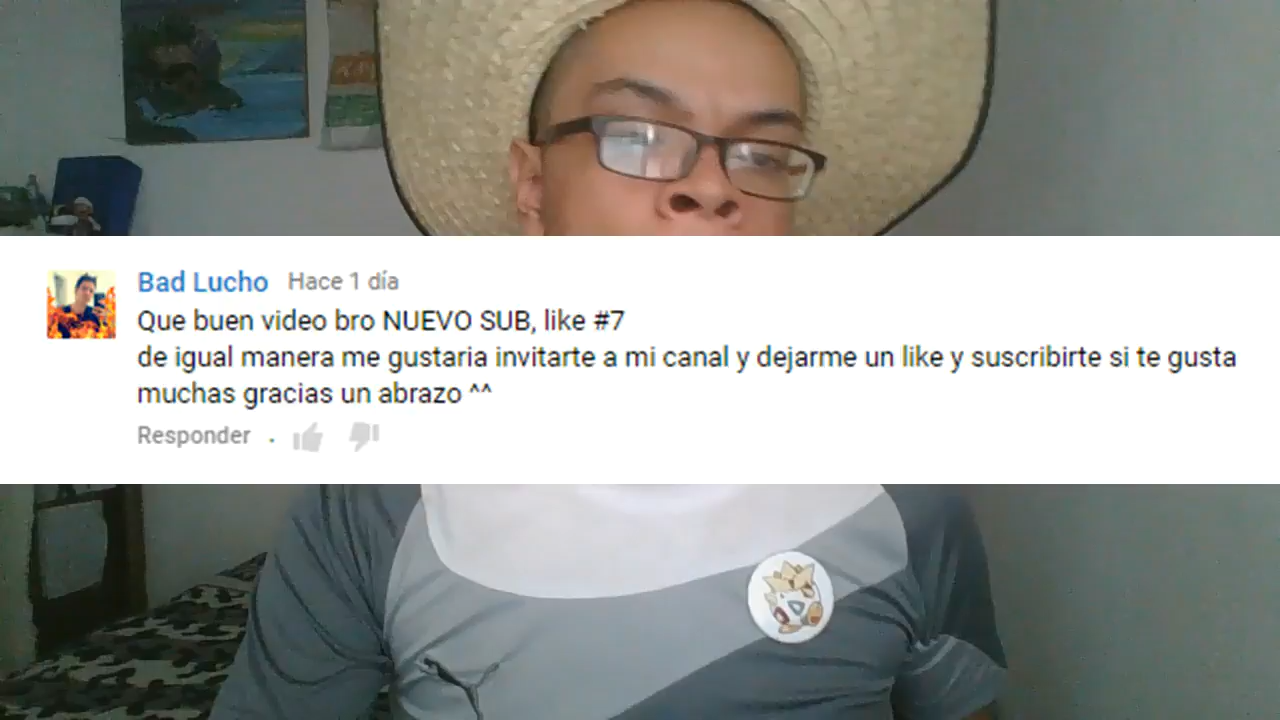 Bad Lucho Hace 1 día
Que buen video bro NUEVO SUB, like #7
de igual manera me gustaria invitarte a mi canal y dejarme un like y suscribirte si te gusta
muchas gracias un abrazo ^^
Responder